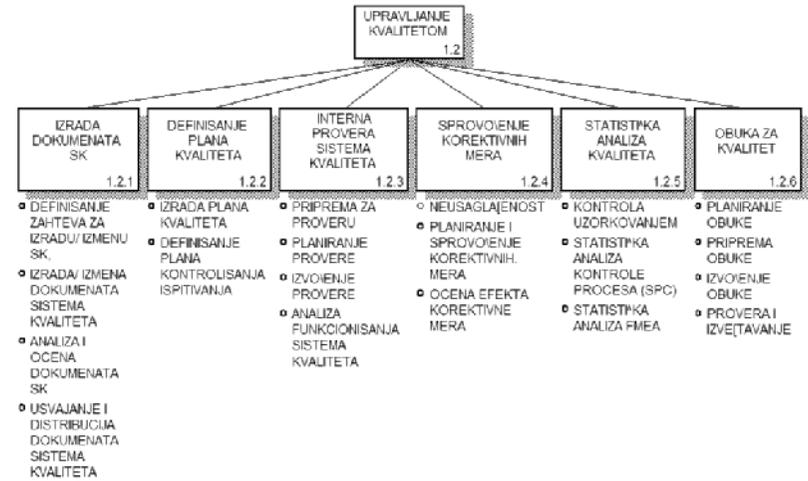 UPRAVLJANJE
KVALITETOM
1.2
IZRADA
DOKUMENATA
SK
1.2.1
DEFINISANJE
ZAHTEVA ZA
IZRADU/ IZMENU
SK,
IZRADA/ IZMENA
DOKUMENATA
SISTEMA
KVALITETA
ANALIZA I
OCENA
DOKUMENATA
SK
USVAJANJE I
DISTRIBUCIJA
DOKUMENATA
SISTEMA
KVALITETA
DEFINISANJE
PLANA
KVALITETA
1.2.2
IZRADA PLANA
KVALITETA
DEFINISANJE
PLANA
KONTROLISANJA
ISPITIVANJA
INTERNA
PROVERA
SISTEMA
KVALITETA
1.2.3
PRIPREMA ZA
PROVERU
PLANIRANJE
PROVERE
IZVO\ENJE
PROVERE
ANALIZA
FUNKCIONISANJA
SISTEMA
KVALITETA
SPROVO\ENJE
KOREKTIVNIH
MERA
1.2.4
NEUSAGLA[ENOST
PLANIRANJE I
SPROVO\ENJE
KOREKTIVNIH.
MERA
OCENA EFEKTA
KOREKTIVNE
MERA
STATISTI^KA
ANALIZA
KVALITETA
1.2.5
KONTROLA
UZORKOVANJEM
STATISTI^KA
ANALIZA
KONTROLE
PROCESA (SPC)
STATISTI^KA
ANALIZA FMEA
OBUKA ZA
KVALITET
1.2.6
PLANIRANJE
OBUKE
PRIPREMA
OBUKE
IZVO\ENJE
OBUKE
PROVERA I
IZVE[TAVANJE